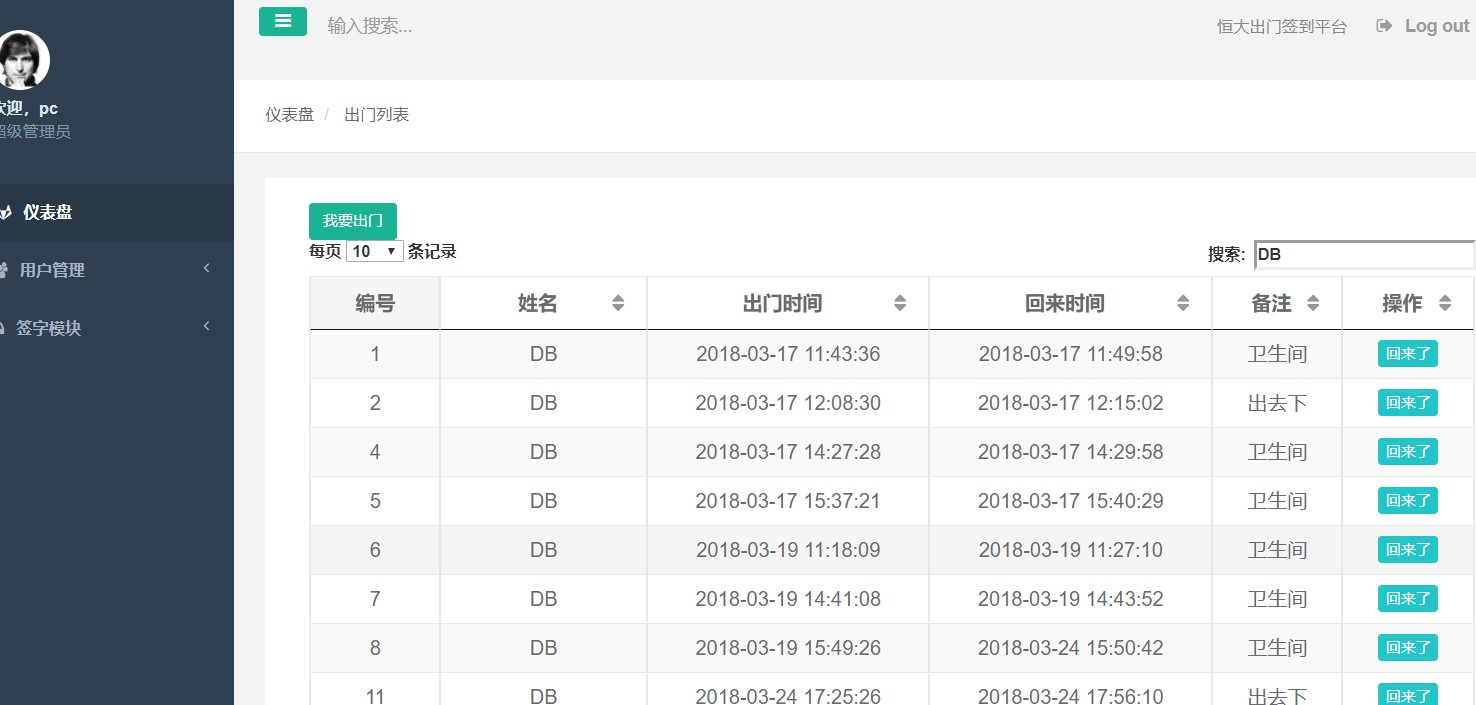 输入搜索...
恒大出门签到平台
Log out
迎，pc
级管理员
仪表盘
用户管理
签字模块
仪表盘 / 出门列表
我要出门
每页 10 条记录
搜索: DB
编号 姓名 出门时间 回来时间 备注 操作
1 DB 2018-03-17 11:43:36 2018-03-17 11:49:58 卫生间 回来了
2 DB 2018-03-17 12:08:30 2018-03-17 12:15:02 出去下 回来了
4 DB 2018-03-17 14:27:28 2018-03-17 14:29:58 卫生间 回来了
5 DB 2018-03-17 15:37:21 2018-03-17 15:40:29 卫生间 回来了
6 DB 2018-03-19 11:18:09 2018-03-19 11:27:10 卫生间 回来了
7 DB 2018-03-19 14:41:08 2018-03-19 14:43:52 卫生间 回来了
8 DB 2018-03-19 15:49:26 2018-03-24 15:50:42 卫生间 回来了
11 DB 2018-03-24 17:25:26 2018-03-24 17:56:10 出去下 回来了